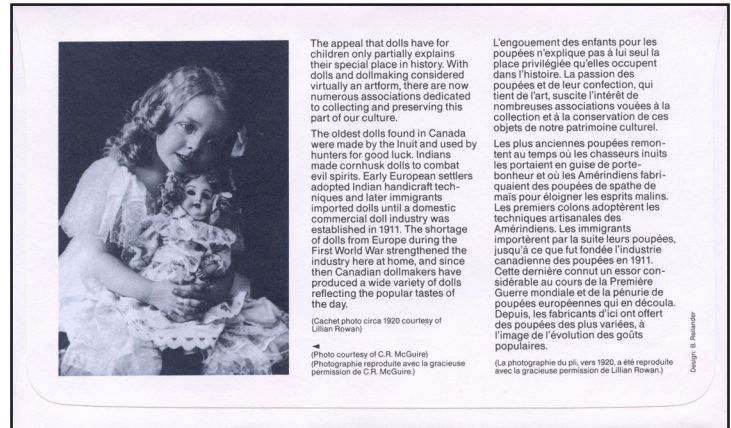 The appeal that dolls have for
children only partially explains
their special place in history. With
dolls and dollmaking considered
virtually an artform, there are now
numerous associations dedicated
to collecting and preserving this
part of our culture.
The oldest dolls found in Canada
were made by the Inuit and used by
hunters for good luck. Indians
made cornhusk dolls to combat
evil spirits. Early European settlers
adopted Indian handicraft tech-
niques and later immigrants
imported dolls until a domestic
commercial doll industry was
established in 1911. The shortage
of dolls from Europe during the
First World War strengthened the
industry here at home, and since
then Canadian dollmakers have
produced a wide variety of dolls
reflecting the popular tastes of
the day.
(Cachet photo circa 1920 courtesy of
Lillian Rowan)
(Photo courtesy of C.R. McGuire)
(Photographie reproduite avec la gracieuse
permission de C.R. McGuire.)
L'engouement des enfants pour les
poupées n'explique pas à lui seul la
place privilégiée qu'elles occupent
dans l'histoire. La passion des
poupées et de leur confection, qui
tient de l'art, suscite l'intérêt de
nombreuses associations vouées à la
collection et à la conservation de ces
objets de notre patrimoine culturel.
Les plus anciennes poupées remon-
tent au temps où les chasseurs inuits
les portaient en guise de porte-
bonheur et où les Amérindiens fabri-
quaient des poupées de spathe de
maïs pour éloigner les esprits malins.
Les premiers colons adoptèrent les
techniques artisanales des
Amérindiens. Les immigrants
importèrent par la suite leurs poupées,
jusqu'à ce que fut fondée l'industrie
canadienne des poupées en 1911.
Cette dernière connut un essor con-
sidérable au cours de la Première
Guerre mondiale et de la pénurie de
poupées européennes qui en découla.
Depuis, les fabricants d'ici ont offert
des poupées des plus variées, à
l'image de l'évolution des goûts
populaires.
(La photographie du pli, vers 1920, a été reproduite
avec la gracieuse permission de Lillian Rowan.)
Design: B. Reilander